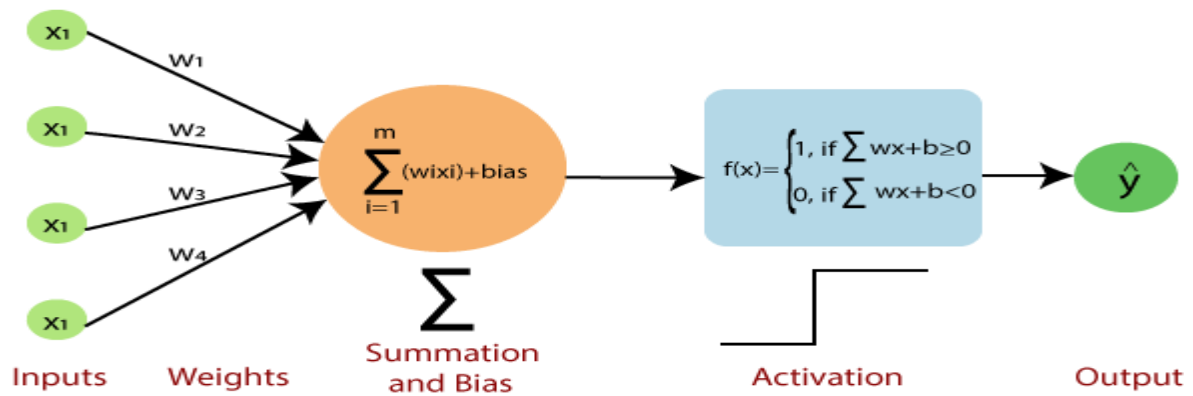 x₁
x₁
x₁
x₁
w₁
w₂
w₃
w₄
m
∑(wixi)+bias
i=1
f(x)={1, if ∑ wx+b≥0
0, if ∑ wx+b<0
ŷ
∑
Inputs
Weights
Summation
and Bias
Activation
Output